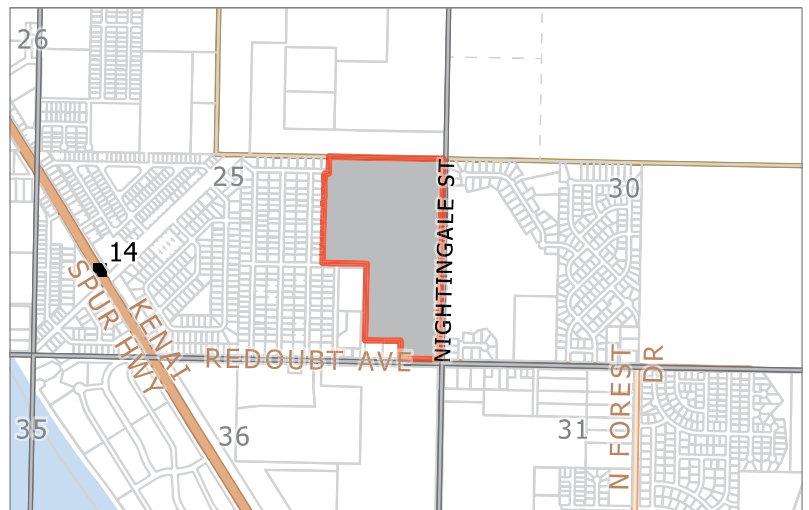 26
25
30
14
NIGHTINGALE ST
KENAI
SPUR HWY
REDOUBT AVE
N FOREST
DR
35
36
31